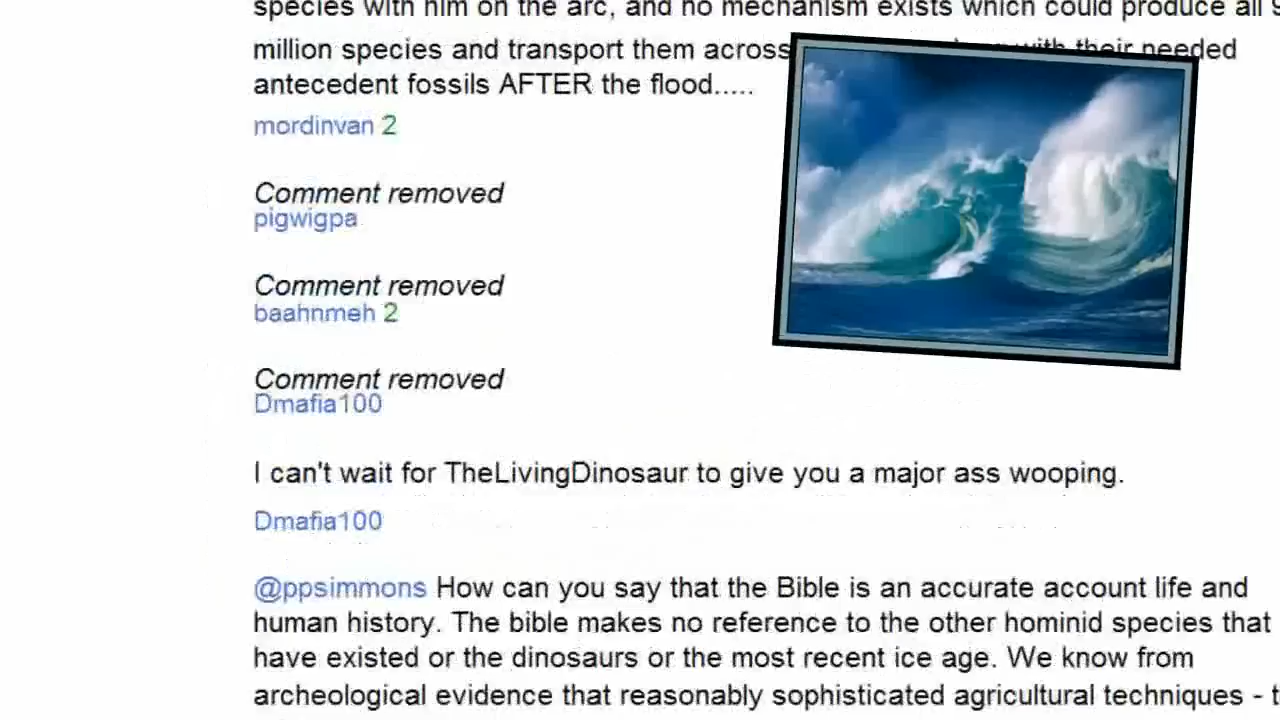 species with him on the arc, and no mechanism exists which could produce all
million species and transport them across with their needed
antecedent fossils AFTER the flood.....
mordinvan 2
Comment removed
pigwigpa
Comment removed
baahnmeh 2
Comment removed
Dmafia100
I can't wait for TheLivingDinosaur to give you a major ass wooping.
Dmafia100
@ppsimmons How can you say that the Bible is an accurate account life and
human history. The bible makes no reference to the other hominid species that
have existed or the dinosaurs or the most recent ice age. We know from
archeological evidence that reasonably sophisticated agricultural techniques -